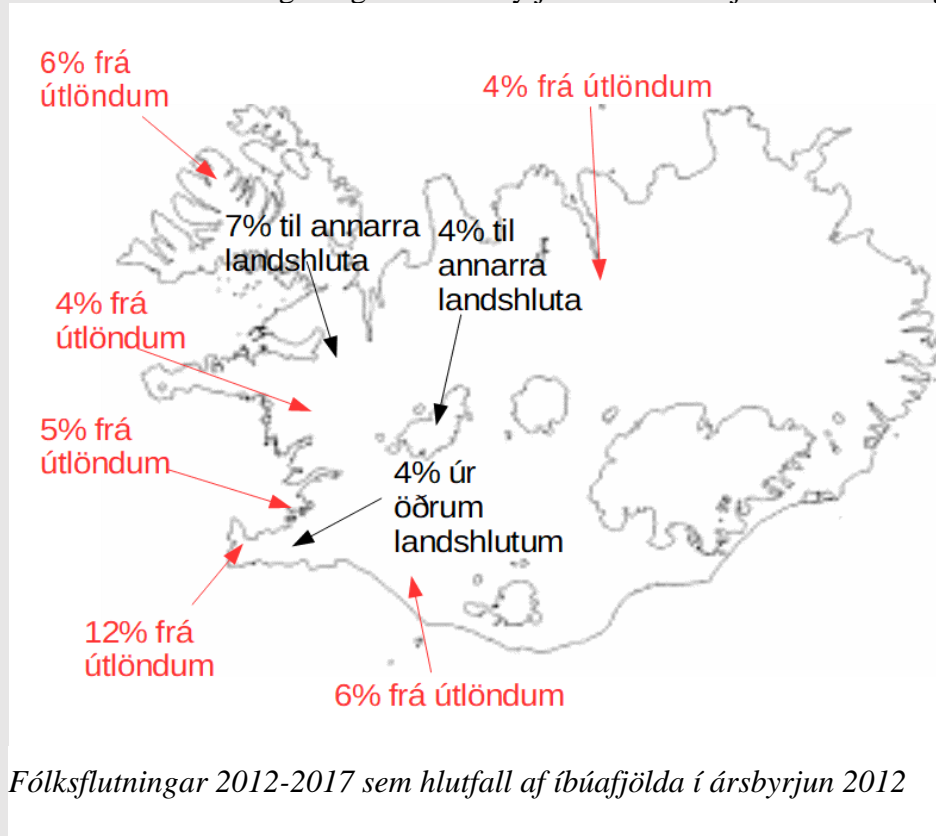 6% frá
útlöndum
4% frá útlöndum
7% til annarra
landshluta
4% til
annarra
landshluta
4% frá
útlöndum
5% frá
útlöndum
4% úr
öðrum
landshlutum
12% frá
útlöndum
6% frá útlöndum
Fólksflutningar 2012-2017 sem hlutfall af íbúafjölda í ársbyrjun 2012